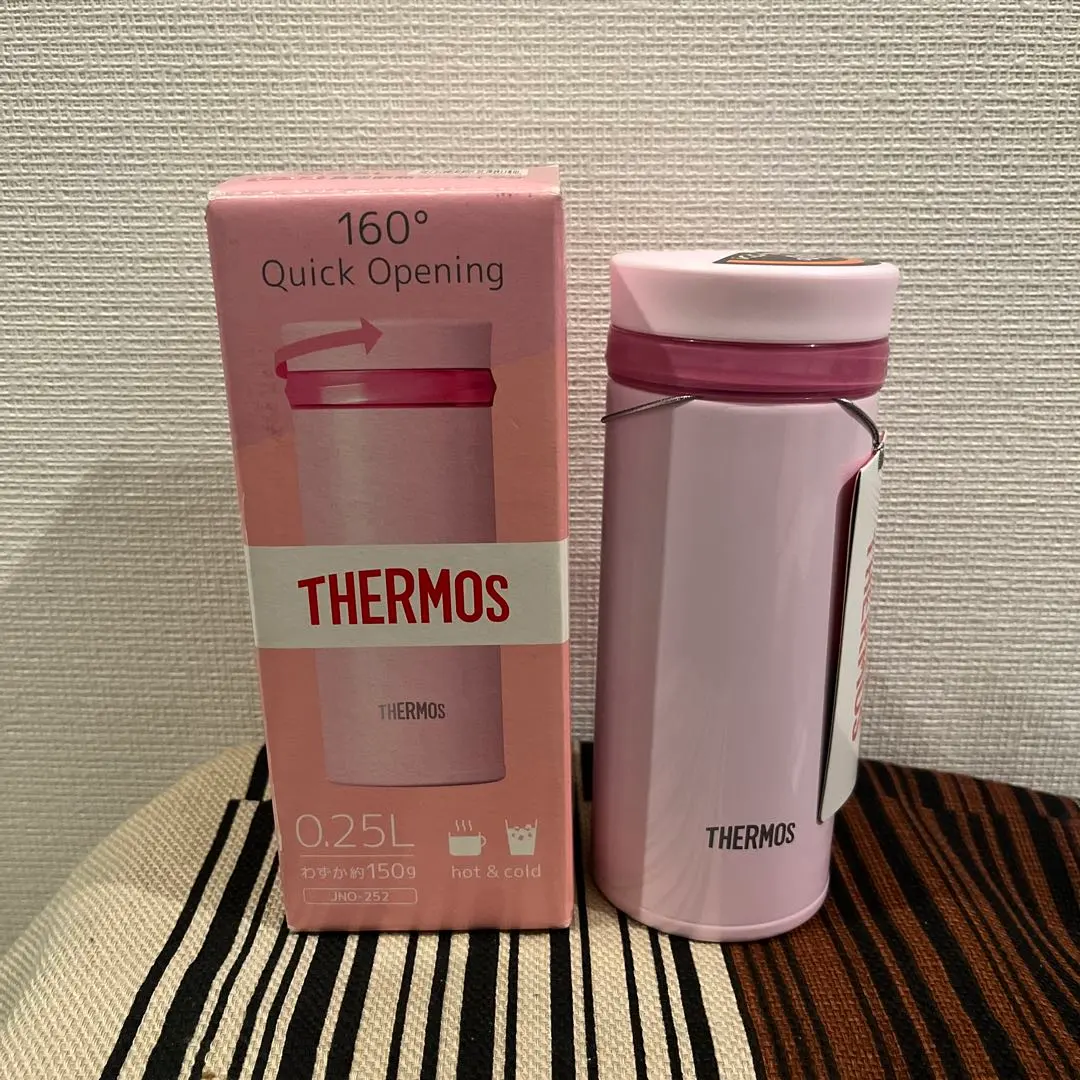 160°
Quick Opening
THERMOS
THERMOS
0.25L
わずか約150g
JNO-252
hot & cold
THERMOS
THERMOS